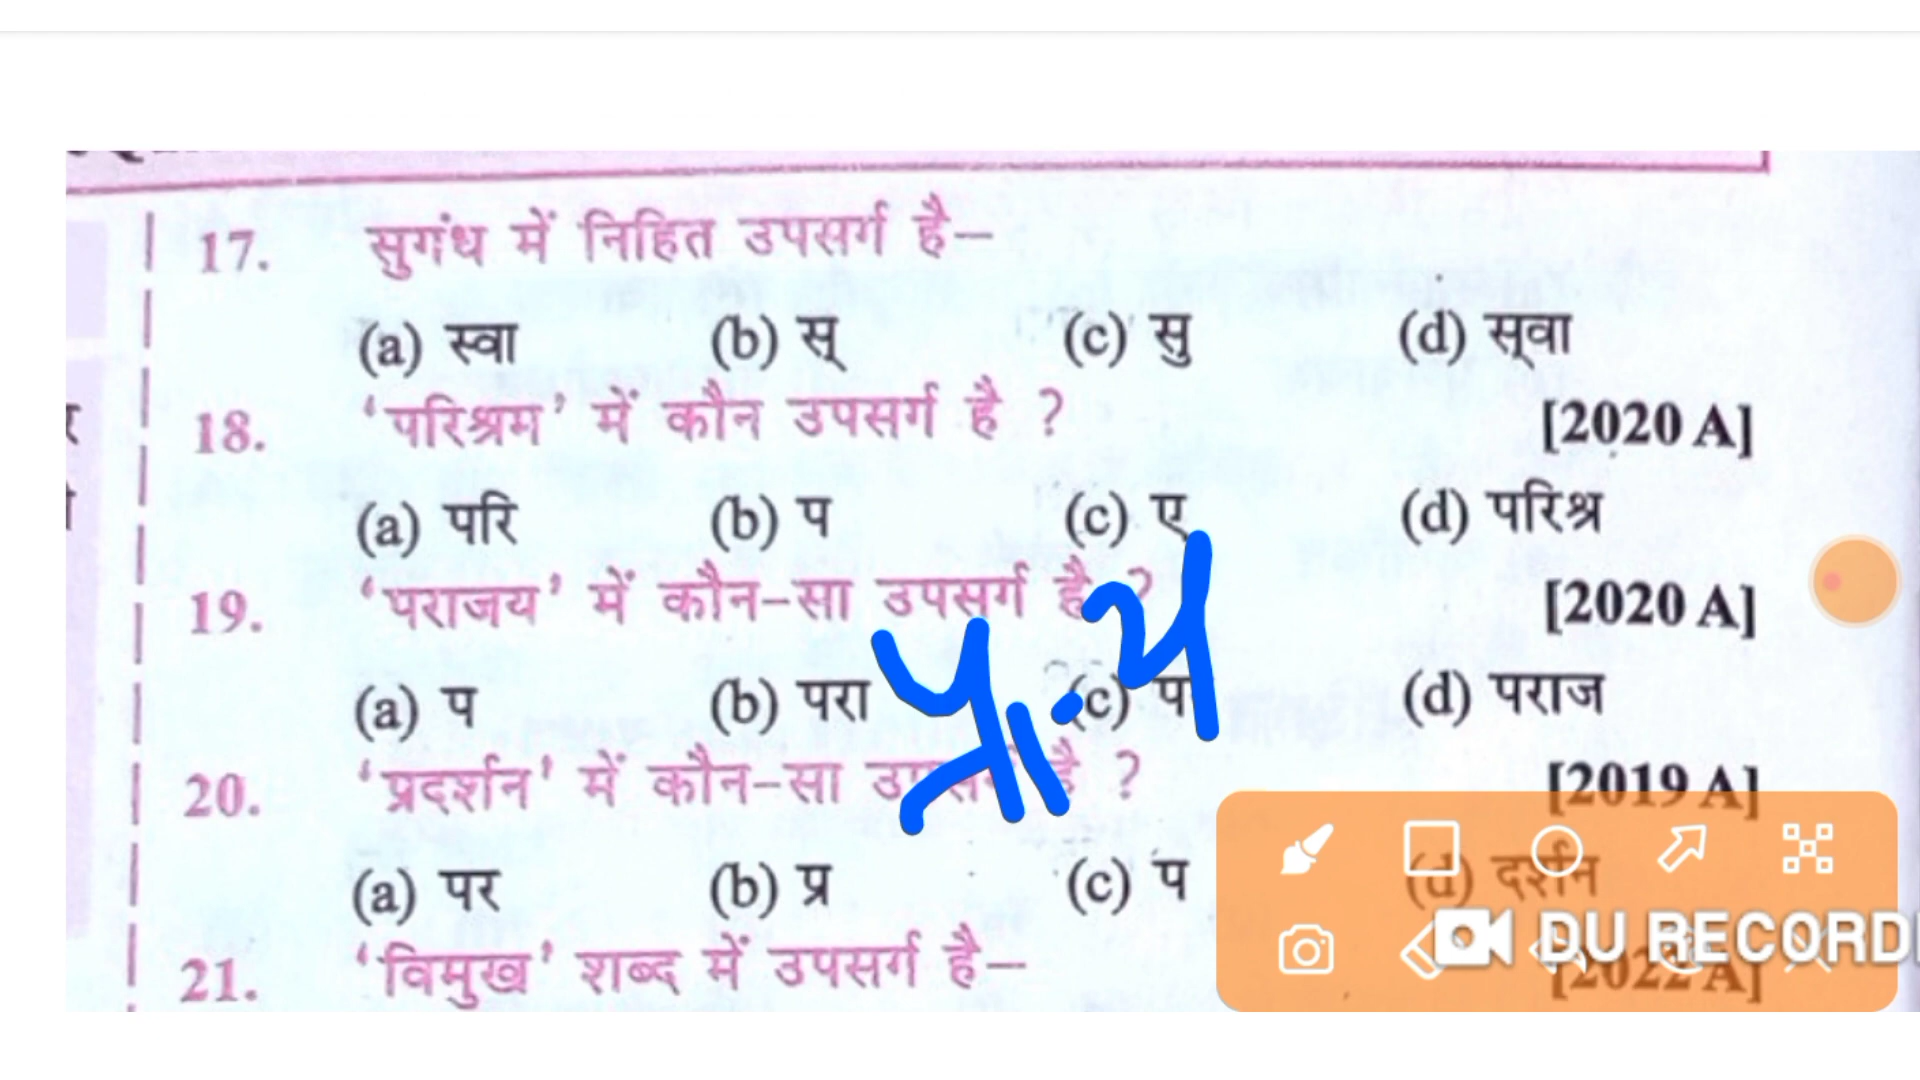 17. सुगंध में निहित उपसर्ग है–
(a) स्वा (b) स् (c) सु (d) स्‌वा
18. ‘परिश्रम’ में कौन उपसर्ग है ? [2020 A]
(a) परि (b) प (c) ए (d) परिश्र
19. ‘पराजय’ में कौन-सा उपसर्ग है ? [2020 A]
(a) प (b) परा (c) प (d) पराज
20. ‘प्रदर्शन’ में कौन-सा है ? [2019 A]
(a) पर (b) प्र (c) प (d) दर्शन
DU RECORD
21. ‘विमुख’ शब्द में उपसर्ग है– [2022 A]